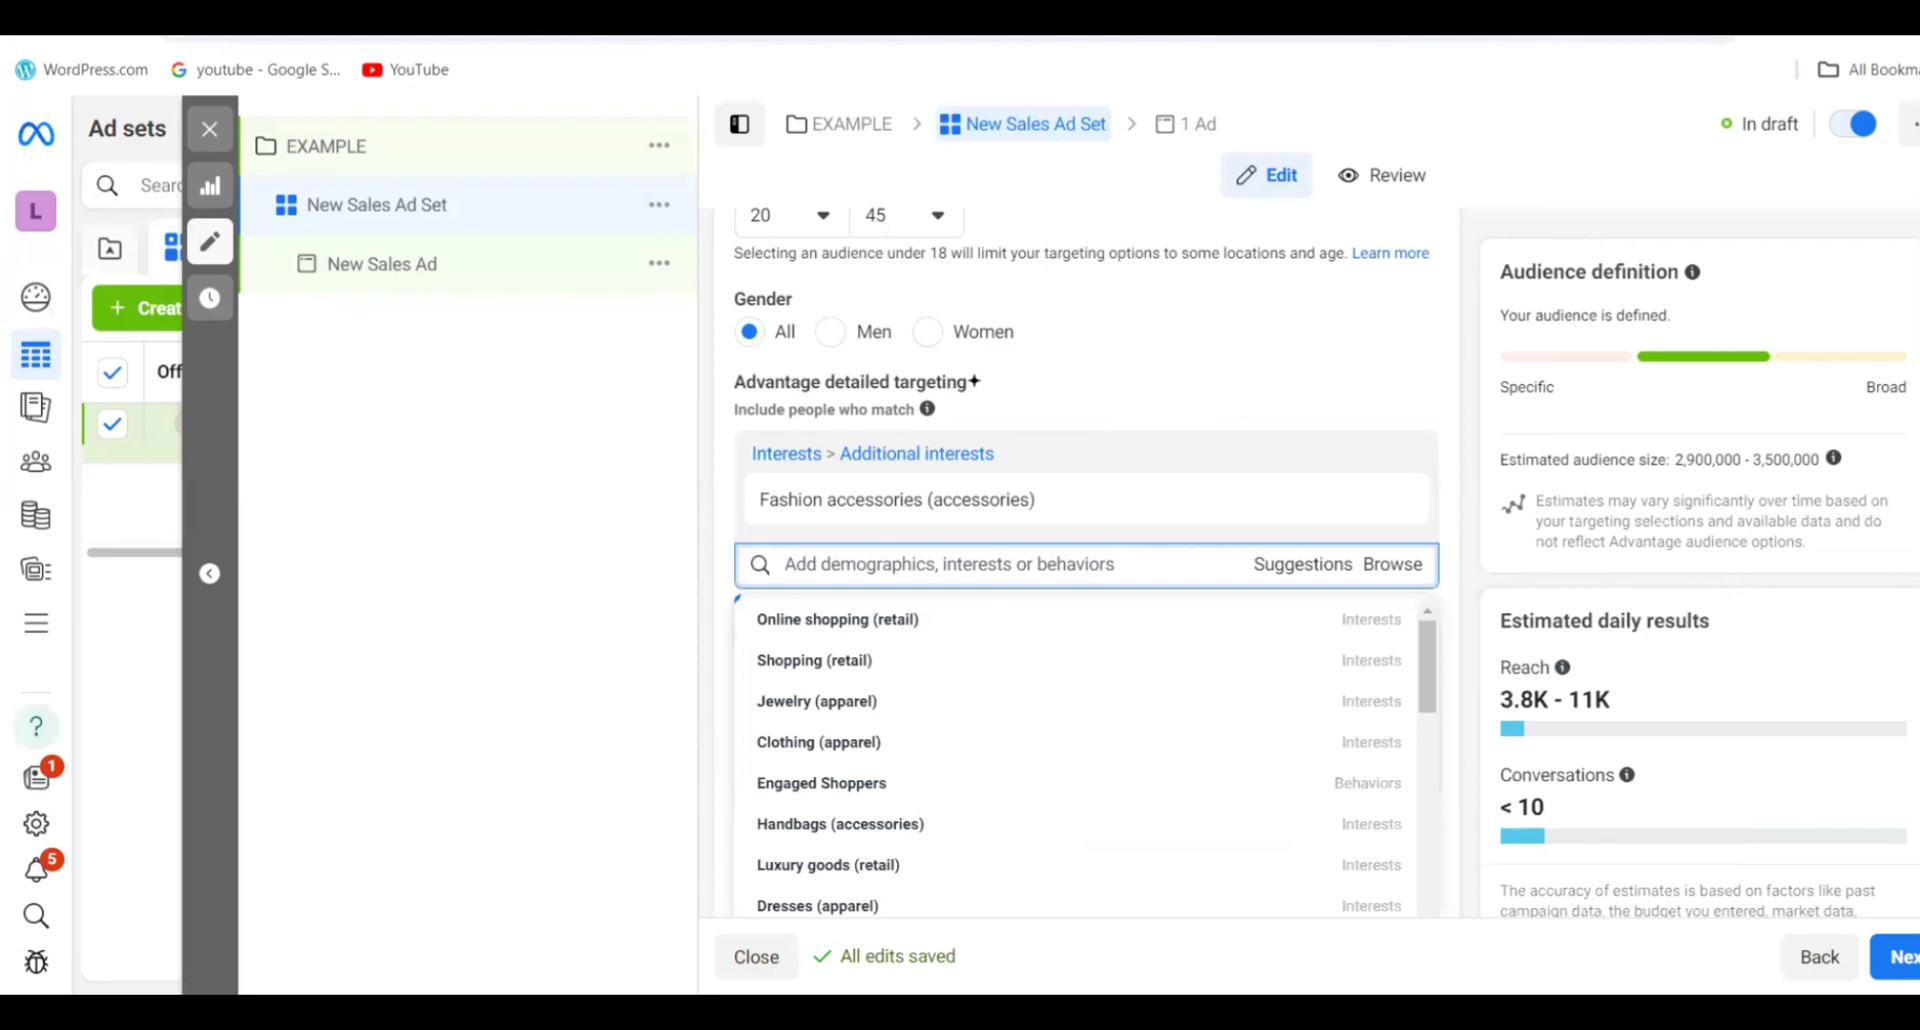 WordPress.com
youtube - Google S...
YouTube
All Bookma
Ad sets
Searc
L
Creat
Off
1
5
EXAMPLE
New Sales Ad Set
New Sales Ad
EXAMPLE > New Sales Ad Set > 1 Ad
In draft
Edit
Review
20
45
Selecting an audience under 18 will limit your targeting options to some locations and age. Learn more
Gender
All
Men
Women
Advantage detailed targeting+
Include people who match
Interests > Additional interests
Fashion accessories (accessories)
Add demographics, interests or behaviors
Suggestions
Browse
Online shopping (retail) Interests
Shopping (retail) Interests
Jewelry (apparel) Interests
Clothing (apparel) Interests
Engaged Shoppers Behaviors
Handbags (accessories) Interests
Luxury goods (retail) Interests
Dresses (apparel) Interests
Close
All edits saved
Back
Nex
Audience definition
Your audience is defined.
Specific
Broad
Estimated audience size: 2,900,000 - 3,500,000
Estimates may vary significantly over time based on
your targeting selections and available data and do
not reflect Advantage audience options.
Estimated daily results
Reach
3.8K - 11K
Conversations
< 10
The accuracy of estimates is based on factors like past
campaign data, the budget you entered, market data,